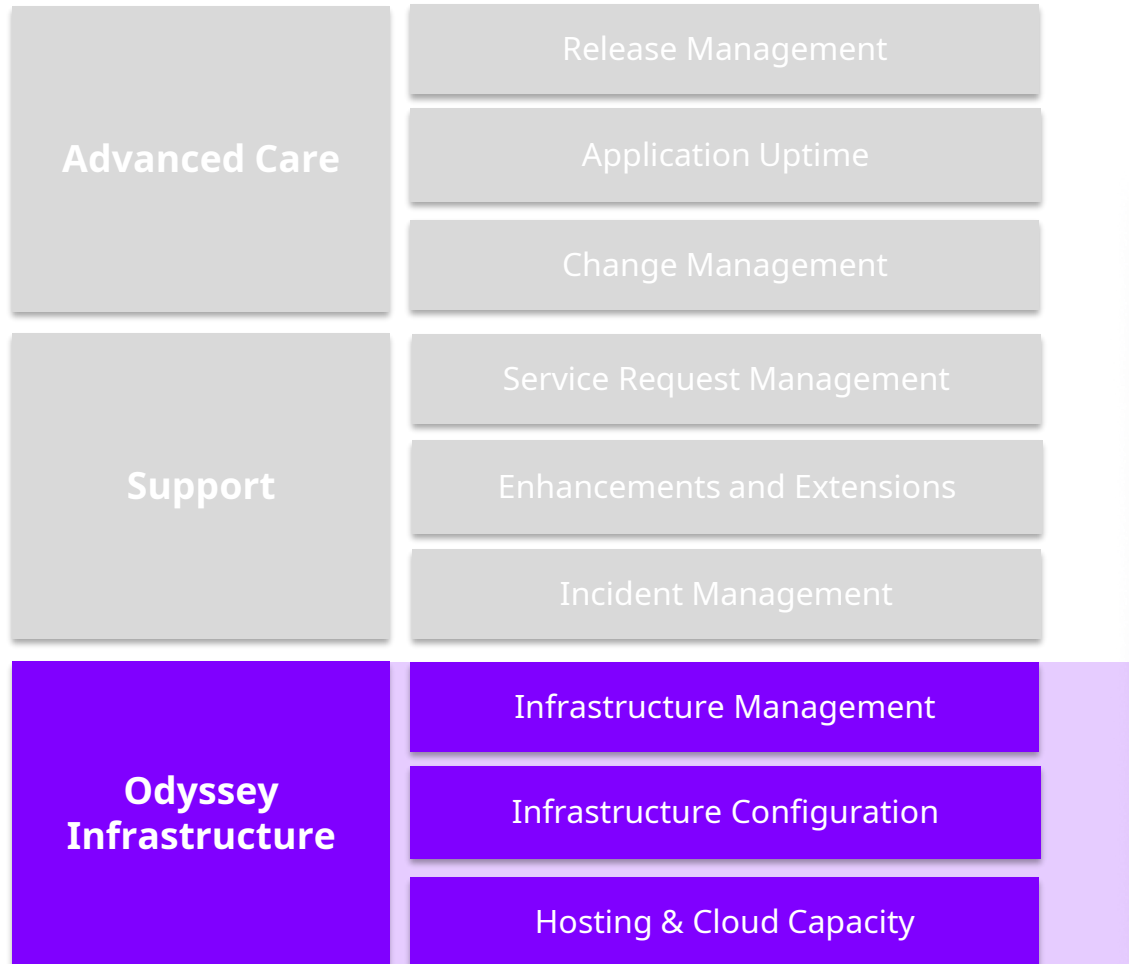 Advanced Care
Release Management
Application Uptime
Change Management
Support
Service Request Management
Enhancements and Extensions
Incident Management
Odyssey
Infrastructure
Infrastructure Management
Infrastructure Configuration
Hosting & Cloud Capacity